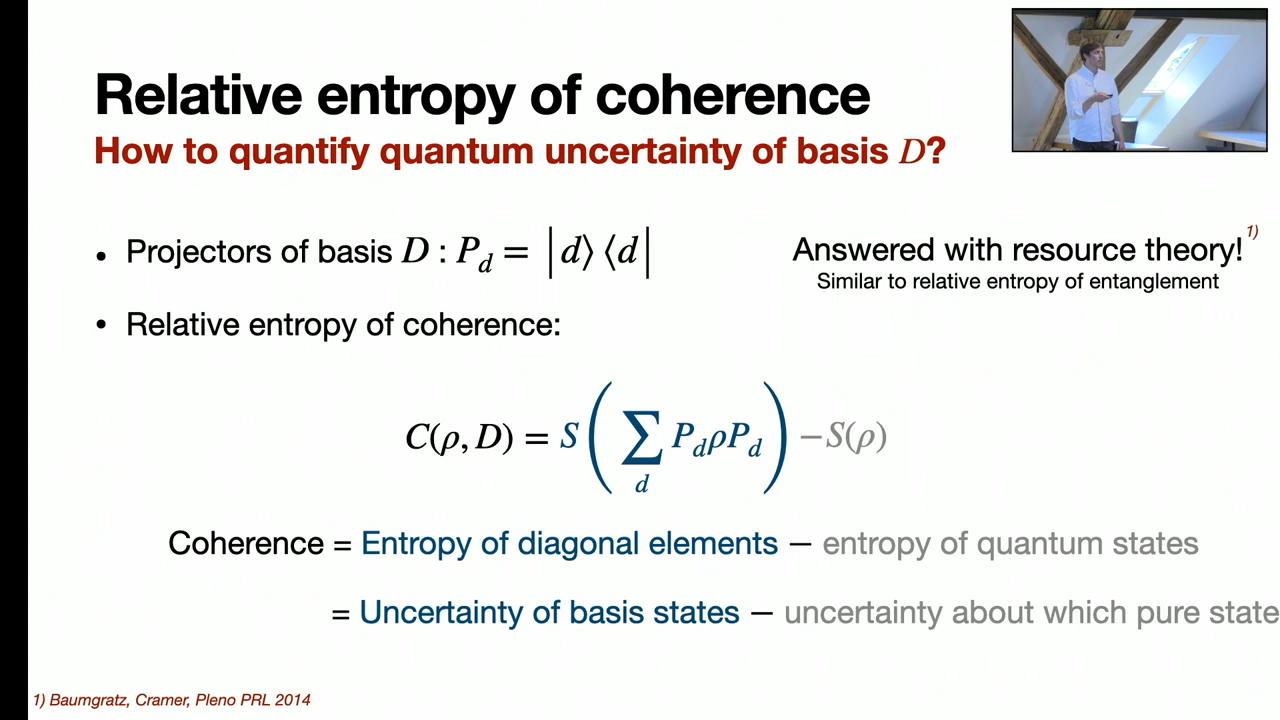 Relative entropy of coherence
How to quantify quantum uncertainty of basis D?
• Projectors of basis D : P_d = |d⟩⟨d|
Answered with resource theory! 1)
Similar to relative entropy of entanglement
• Relative entropy of coherence:
C(ρ, D) = S(∑_d P_d ρ P_d) − S(ρ)
Coherence = Entropy of diagonal elements — entropy of quantum states
= Uncertainty of basis states — uncertainty about which pure state
1) Baumgratz, Cramer, Pleno PRL 2014